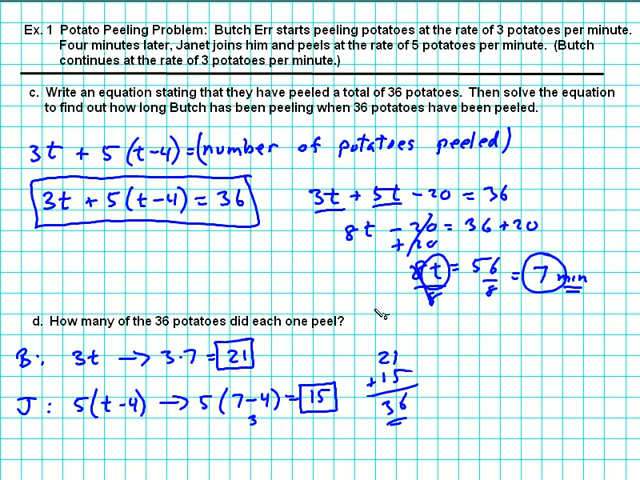 Ex. 1 Potato Peeling Problem: Butch Err starts peeling potatoes at the rate of 3 potatoes per minute.
Four minutes later, Janet joins him and peels at the rate of 5 potatoes per minute. (Butch
continues at the rate of 3 potatoes per minute.)
c. Write an equation stating that they have peeled a total of 36 potatoes. Then solve the equation
to find out how long Butch has been peeling when 36 potatoes have been peeled.
3t + 5(t-4) = (number of potatoes peeled)
3t + 5(t-4) = 36
3t + 5t - 20 = 36
8t - 20 = 36 + 20
+ 20
8t = 56 = 7 min
8 8
d. How many of the 36 potatoes did each one peel?
B: 3t → 3·7 = 21
J: 5(t-4) → 5(7-4) = 15
3
21
+15
36